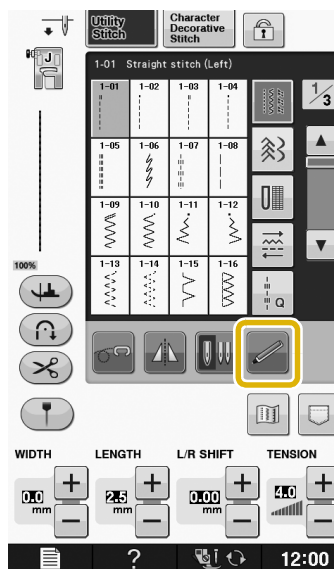 Utility
Stitch
Character
Decorative
Stitch
J
1-01 Straight stitch (Left)
1/3
1-01 1-02 1-03 1-04
1-05 1-06 1-07 1-08
1-09 1-10 1-11 1-12
1-13 1-14 1-15 1-16
Q
100%
WIDTH LENGTH L/R SHIFT TENSION
0.0 mm + −
2.5 mm + −
0.00 mm + −
4.0 + −
? 12:00